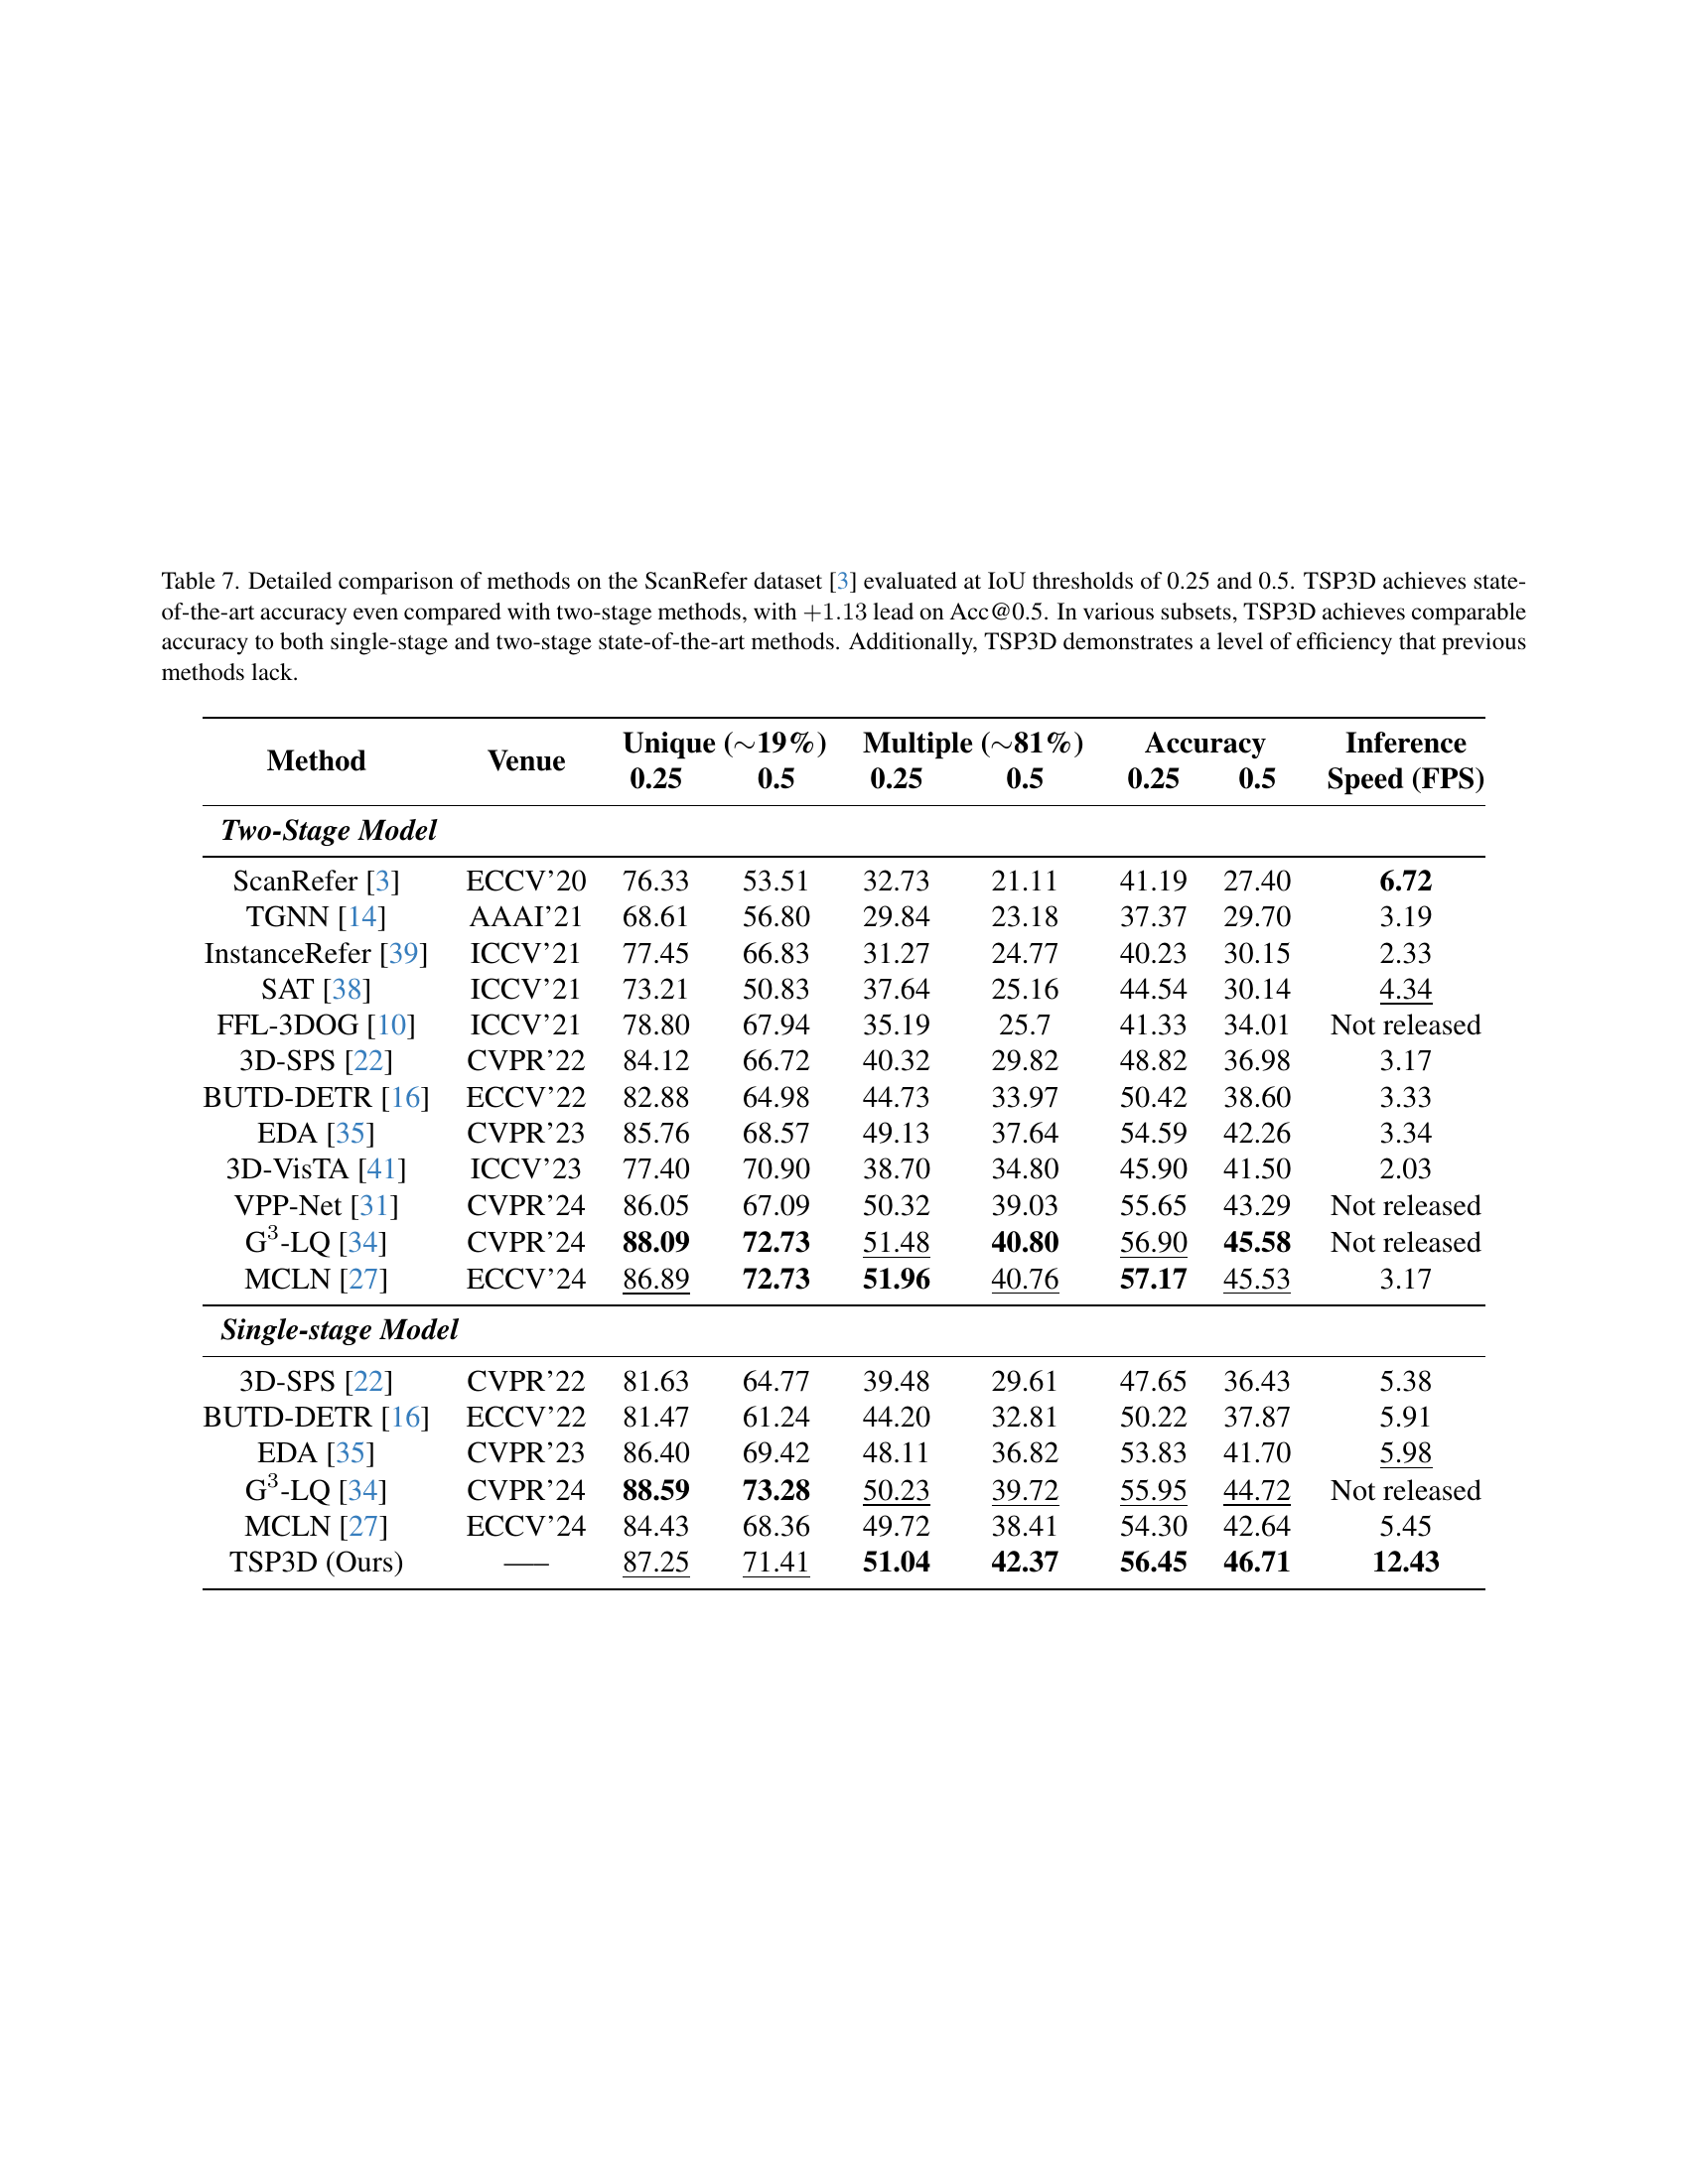 Table 7. Detailed comparison of methods on the ScanRefer dataset [3] evaluated at IoU thresholds of 0.25 and 0.5. TSP3D achieves state-
of-the-art accuracy even compared with two-stage methods, with +1.13 lead on Acc@0.5. In various subsets, TSP3D achieves comparable
accuracy to both single-stage and two-stage state-of-the-art methods. Additionally, TSP3D demonstrates a level of efficiency that previous
methods lack.
Method Venue Unique (∼19%) Multiple (∼81%) Accuracy Inference
0.25 0.5 0.25 0.5 0.25 0.5 Speed (FPS)
Two-Stage Model
ScanRefer [3] ECCV'20 76.33 53.51 32.73 21.11 41.19 27.40 6.72
TGNN [14] AAAI'21 68.61 56.80 29.84 23.18 37.37 29.70 3.19
InstanceRefer [39] ICCV'21 77.45 66.83 31.27 24.77 40.23 30.15 2.33
SAT [38] ICCV'21 73.21 50.83 37.64 25.16 44.54 30.14 4.34
FFL-3DOG [10] ICCV'21 78.80 67.94 35.19 25.7 41.33 34.01 Not released
3D-SPS [22] CVPR'22 84.12 66.72 40.32 29.82 48.82 36.98 3.17
BUTD-DETR [16] ECCV'22 82.88 64.98 44.73 33.97 50.42 38.60 3.33
EDA [35] CVPR'23 85.76 68.57 49.13 37.64 54.59 42.26 3.34
3D-VisTA [41] ICCV'23 77.40 70.90 38.70 34.80 45.90 41.50 2.03
VPP-Net [31] CVPR'24 86.05 67.09 50.32 39.03 55.65 43.29 Not released
G³-LQ [34] CVPR'24 88.09 72.73 51.48 40.80 56.90 45.58 Not released
MCLN [27] ECCV'24 86.89 72.73 51.96 40.76 57.17 45.53 3.17
Single-stage Model
3D-SPS [22] CVPR'22 81.63 64.77 39.48 29.61 47.65 36.43 5.38
BUTD-DETR [16] ECCV'22 81.47 61.24 44.20 32.81 50.22 37.87 5.91
EDA [35] CVPR'23 86.40 69.42 48.11 36.82 53.83 41.70 5.98
G³-LQ [34] CVPR'24 88.59 73.28 50.23 39.72 55.95 44.72 Not released
MCLN [27] ECCV'24 84.43 68.36 49.72 38.41 54.30 42.64 5.45
TSP3D (Ours) —– 87.25 71.41 51.04 42.37 56.45 46.71 12.43